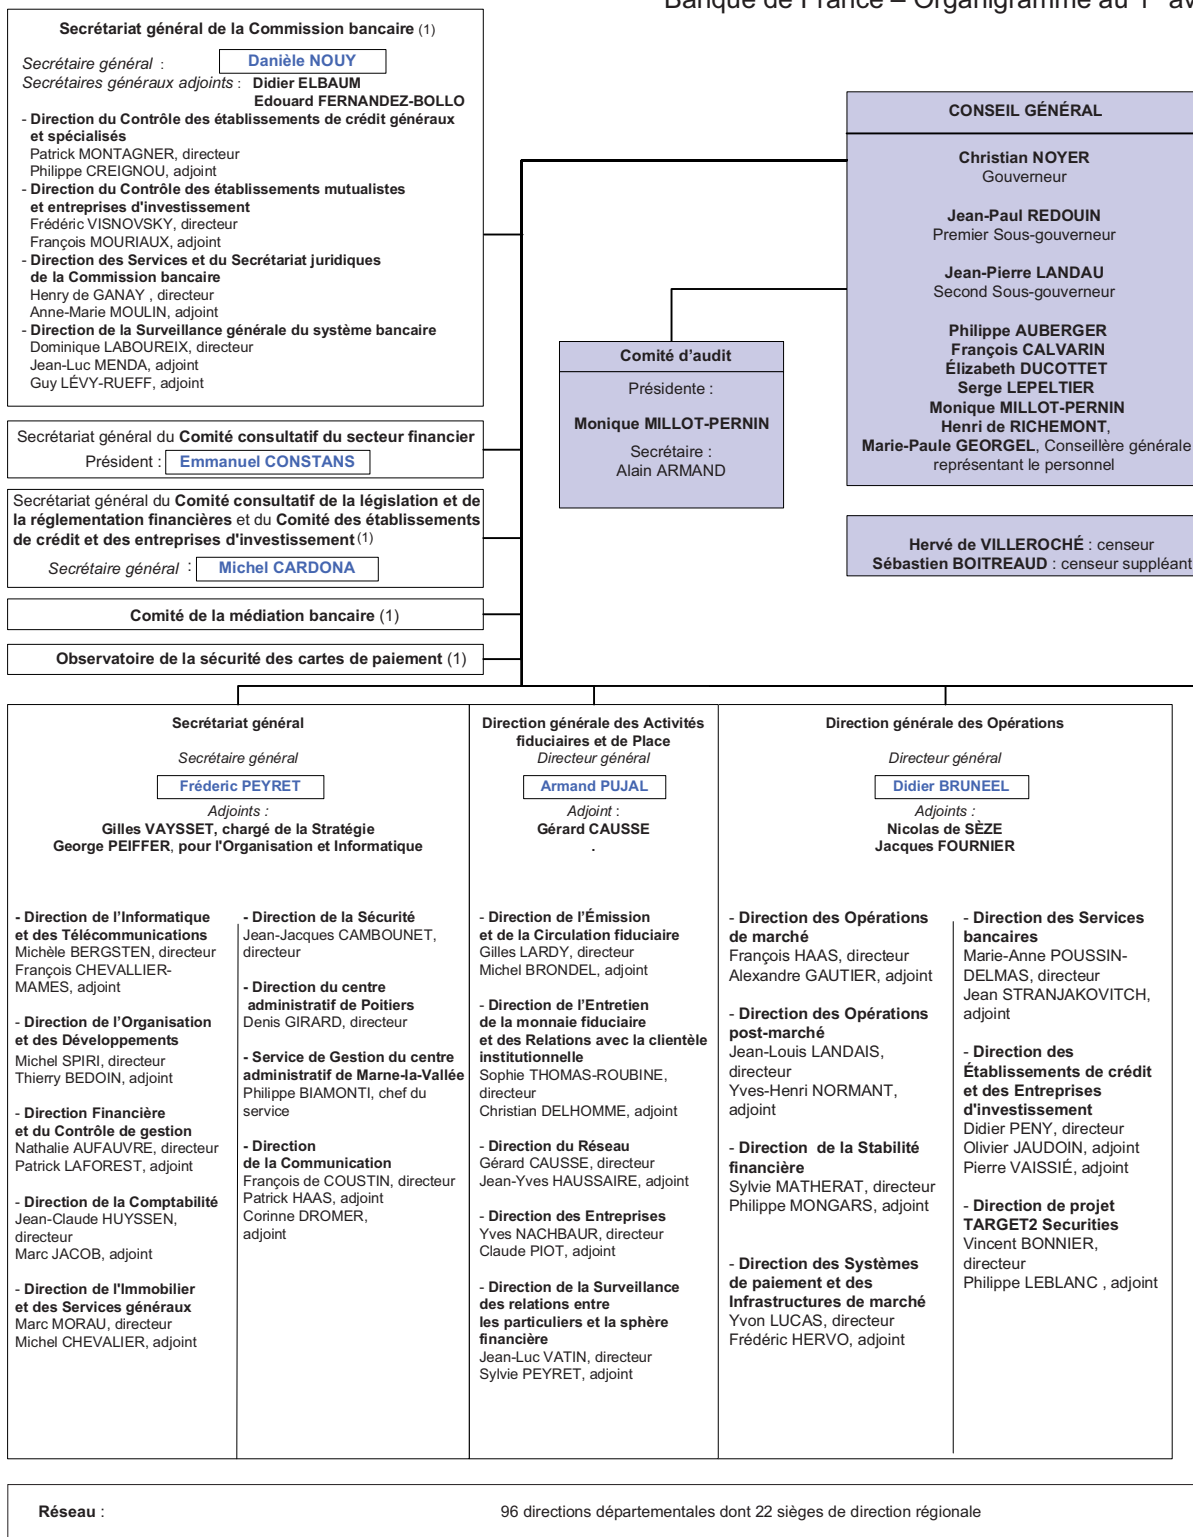 Banque de France – Organigramme au 1
Secrétariat général de la Commission bancaire (1)
Secrétaire général : Danièle NOUY
Secrétaires généraux adjoints : Didier ELBAUM
Edouard FERNANDEZ-BOLLO
- Direction du Contrôle des établissements de crédit généraux
et spécialisés
Patrick MONTAGNER, directeur
Philippe CREIGNOU, adjoint
- Direction du Contrôle des établissements mutualistes
et entreprises d'investissement
Frédéric VISNOVSKY, directeur
François MOURIAUX, adjoint
- Direction des Services et du Secrétariat juridiques
de la Commission bancaire
Henry de GANAY , directeur
Anne-Marie MOULIN, adjoint
- Direction de la Surveillance générale du système bancaire
Dominique LABOUREIX, directeur
Jean-Luc MENDA, adjoint
Guy LÉVY-RUEFF, adjoint
Secrétariat général du Comité consultatif du secteur financier
Président : Emmanuel CONSTANS
Secrétariat général du Comité consultatif de la législation et de
la réglementation financières et du Comité des établissements
de crédit et des entreprises d'investissement (1)
Secrétaire général : Michel CARDONA
Comité de la médiation bancaire (1)
Observatoire de la sécurité des cartes de paiement (1)
CONSEIL GÉNÉRAL
Christian NOYER
Gouverneur
Jean-Paul REDOUIN
Premier Sous-gouverneur
Jean-Pierre LANDAU
Second Sous-gouverneur
Philippe AUBERGER
François CALVARIN
Élizabeth DUCOTTET
Serge LEPELTIER
Monique MILLOT-PERNIN
Henri de RICHEMONT,
Marie-Paule GEORGEL, Conseillère générale
représentant le personnel
Comité d'audit
Présidente :
Monique MILLOT-PERNIN
Secrétaire :
Alain ARMAND
Hervé de VILLEROCHÉ : censeur
Sébastien BOITREAUD : censeur suppléant
Secrétariat général
Secrétaire général
Fréderic PEYRET
Adjoints :
Gilles VAYSSET, chargé de la Stratégie
George PEIFFER, pour l'Organisation et Informatique
- Direction de l'Informatique
et des Télécommunications
Michèle BERGSTEN, directeur
François CHEVALLIER-
MAMES, adjoint
- Direction de l'Organisation
et des Développements
Michel SPIRI, directeur
Thierry BEDOIN, adjoint
- Direction Financière
et du Contrôle de gestion
Nathalie AUFAUVRE, directeur
Patrick LAFOREST, adjoint
- Direction de la Comptabilité
Jean-Claude HUYSSEN,
directeur
Marc JACOB, adjoint
- Direction de l'Immobilier
et des Services généraux
Marc MORAU, directeur
Michel CHEVALIER, adjoint
- Direction de la Sécurité
Jean-Jacques CAMBOUNET,
directeur
- Direction du centre
administratif de Poitiers
Denis GIRARD, directeur
- Service de Gestion du centre
administratif de Marne-la-Vallée
Philippe BIAMONTI, chef du
service
- Direction
de la Communication
François de COUSTIN, directeur
Patrick HAAS, adjoint
Corinne DROMER,
adjoint
Direction générale des Activités
fiduciaires et de Place
Directeur général
Armand PUJAL
Adjoint :
Gérard CAUSSE
.
- Direction de l'Émission
et de la Circulation fiduciaire
Gilles LARDY, directeur
Michel BRONDEL, adjoint
- Direction de l'Entretien
de la monnaie fiduciaire
et des Relations avec la clientèle
institutionnelle
Sophie THOMAS-ROUBINE,
directeur
Christian DELHOMME, adjoint
- Direction du Réseau
Gérard CAUSSE, directeur
Jean-Yves HAUSSAIRE, adjoint
- Direction des Entreprises
Yves NACHBAUR, directeur
Claude PIOT, adjoint
- Direction de la Surveillance
des relations entre
les particuliers et la sphère
financière
Jean-Luc VATIN, directeur
Sylvie PEYRET, adjoint
Direction générale des Opérations
Directeur général
Didier BRUNEEL
Adjoints :
Nicolas de SÈZE
Jacques FOURNIER
- Direction des Opérations
de marché
François HAAS, directeur
Alexandre GAUTIER, adjoint
- Direction des Opérations
post-marché
Jean-Louis LANDAIS,
directeur
Yves-Henri NORMANT,
adjoint
- Direction de la Stabilité
financière
Sylvie MATHERAT, directeur
Philippe MONGARS, adjoint
- Direction des Systèmes
de paiement et des
Infrastructures de marché
Yvon LUCAS, directeur
Frédéric HERVO, adjoint
- Direction des Services
bancaires
Marie-Anne POUSSIN-
DELMAS, directeur
Jean STRANJAKOVITCH,
adjoint
- Direction des
Établissements de crédit
et des Entreprises
d'investissement
Didier PENY, directeur
Olivier JAUDOIN, adjoint
Pierre VAISSIÉ, adjoint
- Direction de projet
TARGET2 Securities
Vincent BONNIER,
directeur
Philippe LEBLANC , adjoint
Réseau : 96 directions départementales dont 22 sièges de direction régionale